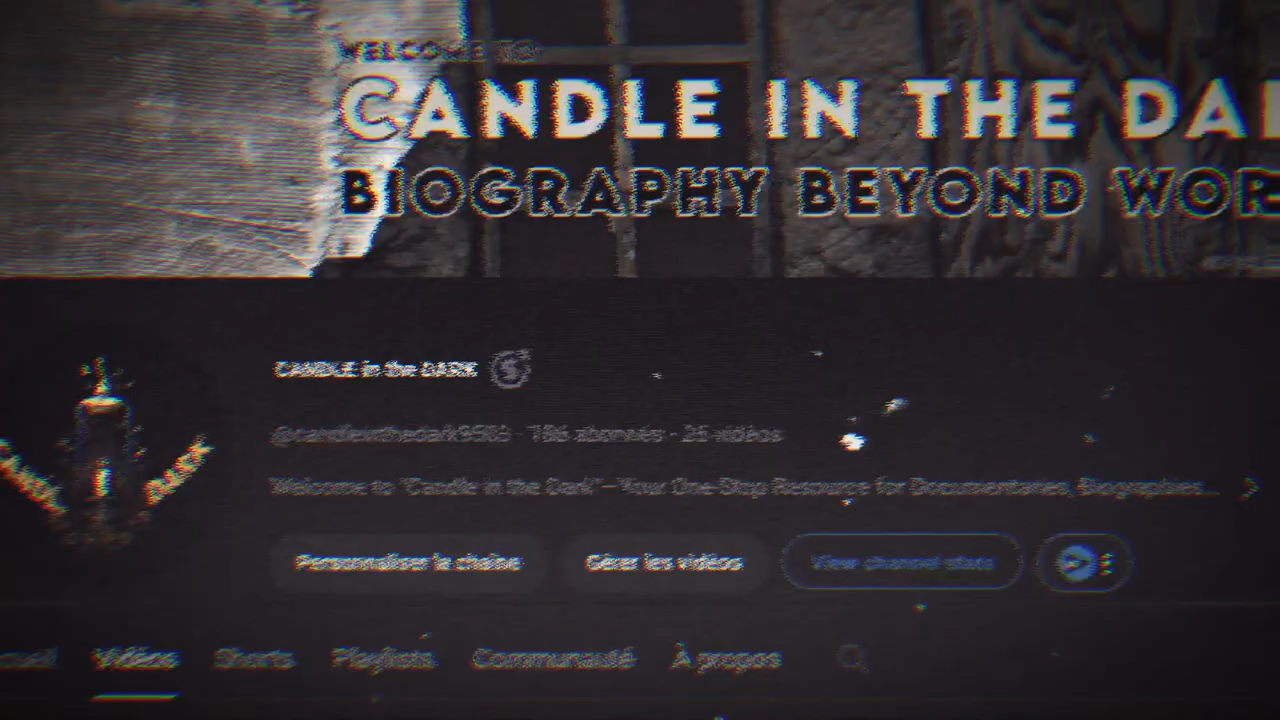 WELCOME TO
CANDLE IN THE DAR
BIOGRAPHY BEYOND WOR
CANDLE in the DARK
abonnés · 25 vidéos
Welcome to "Candle in the Dark" – Your One-Stop Resource for Documentaries, Biographies...
Personnaliser la chaîne
Gérer les vidéos
View channel stats
Vidéos
Shorts
Playlists
Communauté
À propos